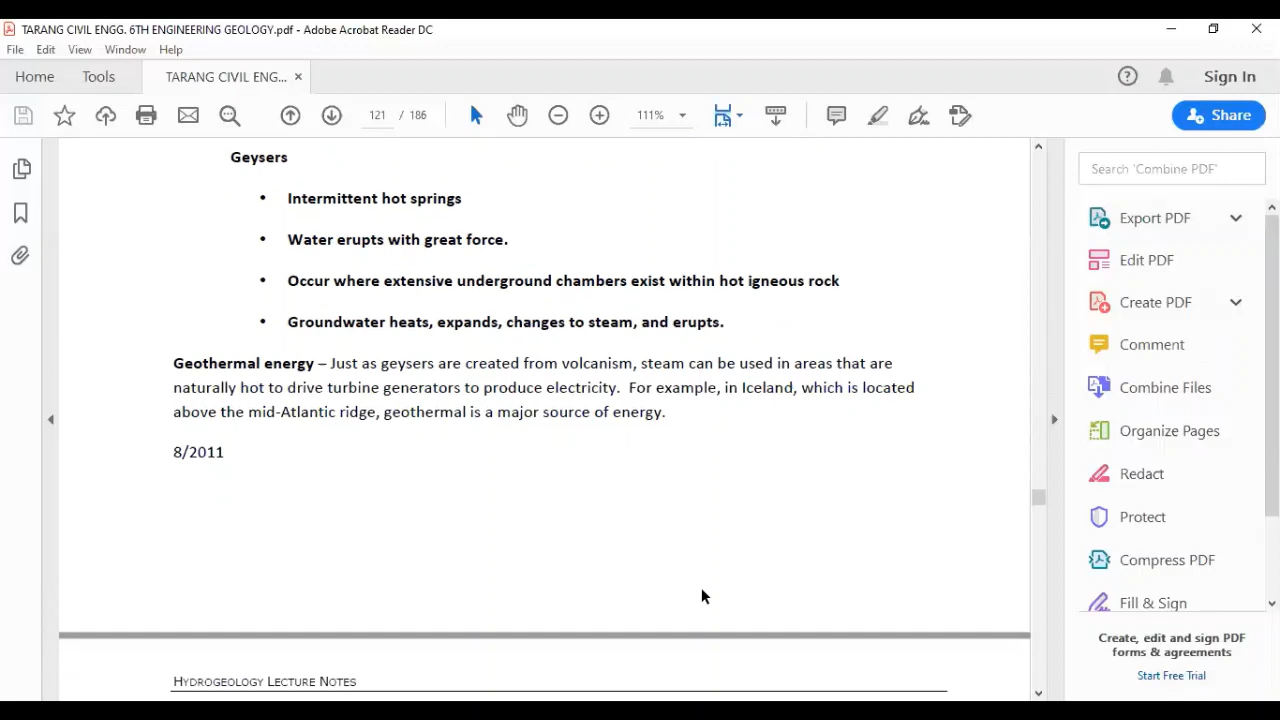 TARANG CIVIL ENGG. 6TH ENGINEERING GEOLOGY.pdf - Adobe Acrobat Reader DC
File Edit View Window Help
Home Tools TARANG CIVIL ENG... × Sign In
121 / 186 111% Share
Geysers
• Intermittent hot springs
• Water erupts with great force.
• Occur where extensive underground chambers exist within hot igneous rock
• Groundwater heats, expands, changes to steam, and erupts.
Geothermal energy – Just as geysers are created from volcanism, steam can be used in areas that are
naturally hot to drive turbine generators to produce electricity. For example, in Iceland, which is located
above the mid-Atlantic ridge, geothermal is a major source of energy.
8/2011
HYDROGEOLOGY LECTURE NOTES
Search 'Combine PDF'
Export PDF
Edit PDF
Create PDF
Comment
Combine Files
Organize Pages
Redact
Protect
Compress PDF
Fill & Sign
Create, edit and sign PDF
forms & agreements
Start Free Trial